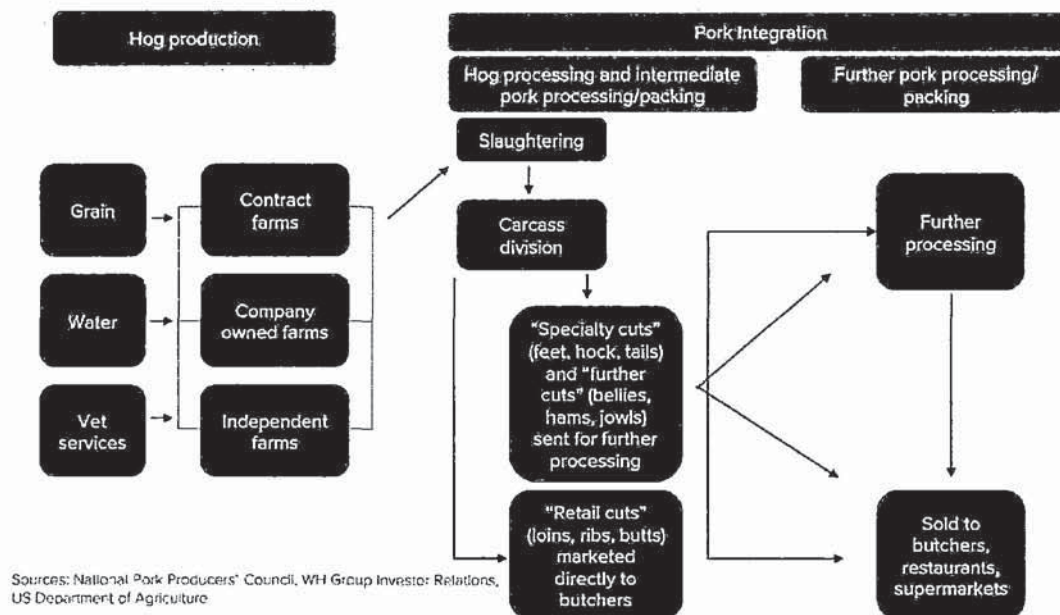 Hog production
Pork Integration
Hog processing and intermediate
pork processing/packing
Further pork processing/
packing
Slaughtering
Grain
Contract
farms
Carcass
division
Further
processing
Water
Company
owned farms
"Specialty cuts"
(feet, hock, tails)
and "further
cuts" (bellies,
hams, jowls)
sent for further
processing
Vet
services
Independent
farms
"Retail cuts"
(loins, ribs, butts)
marketed
directly to
butchers
Sold to
butchers,
restaurants,
supermarkets
Sources: National Pork Producers' Council, WH Group Investor Relations,
US Department of Agriculture